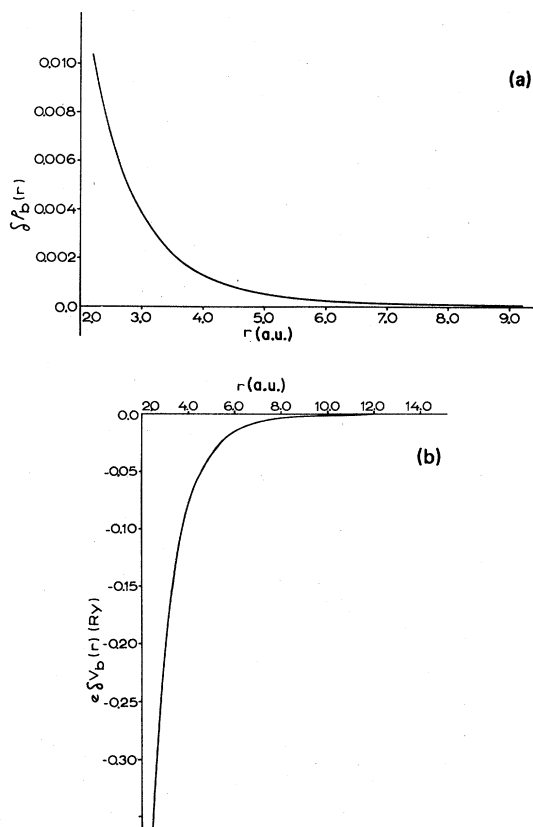 (a)
δρb(r)
0,010
0,008
0,006
0,004
0,002
0,0
2,0 3,0 4,0 5,0 6,0 7,0 8,0 9,0
r(a.u.)
r(a.u.)
2,0 4,0 6,0 8,0 10,0 12,0 14,0
(b)
e δVb(r) (Ry)
0,0
-0,05
-0,10
-0,15
-0,20
-0,25
-0,30